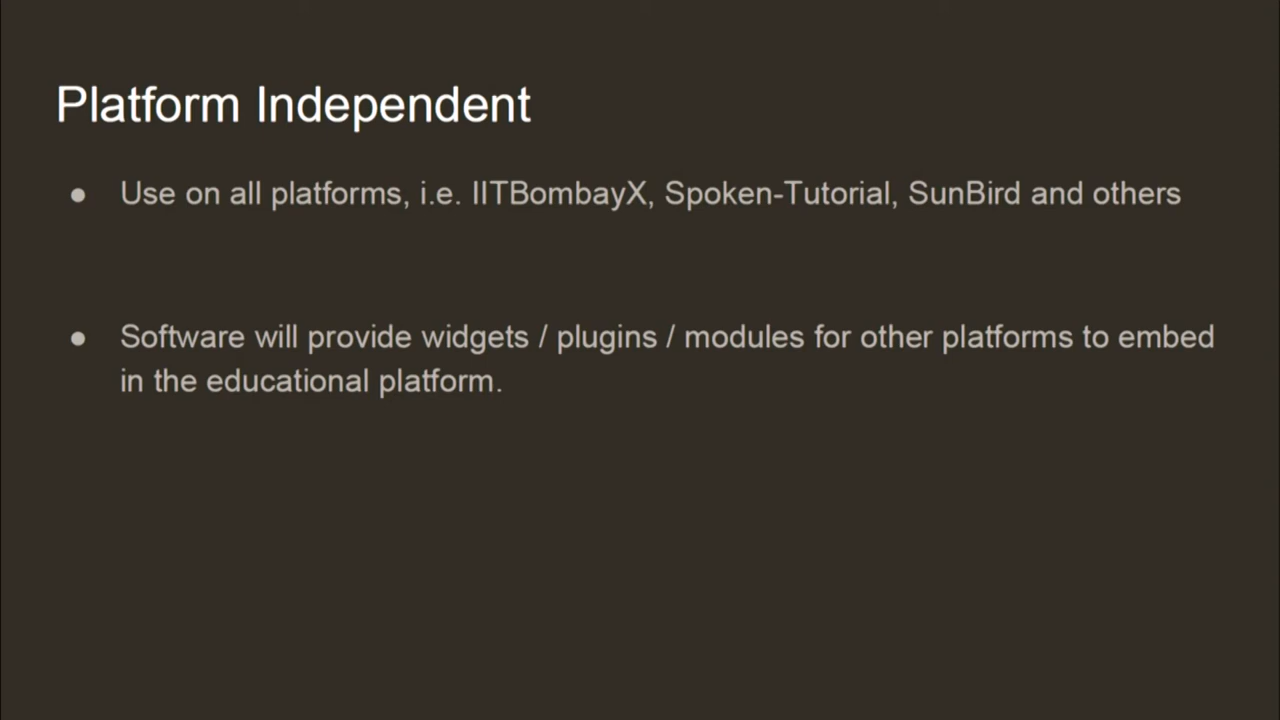 Platform Independent
● Use on all platforms, i.e. IITBombayX, Spoken-Tutorial, SunBird and others
● Software will provide widgets / plugins / modules for other platforms to embed
in the educational platform.